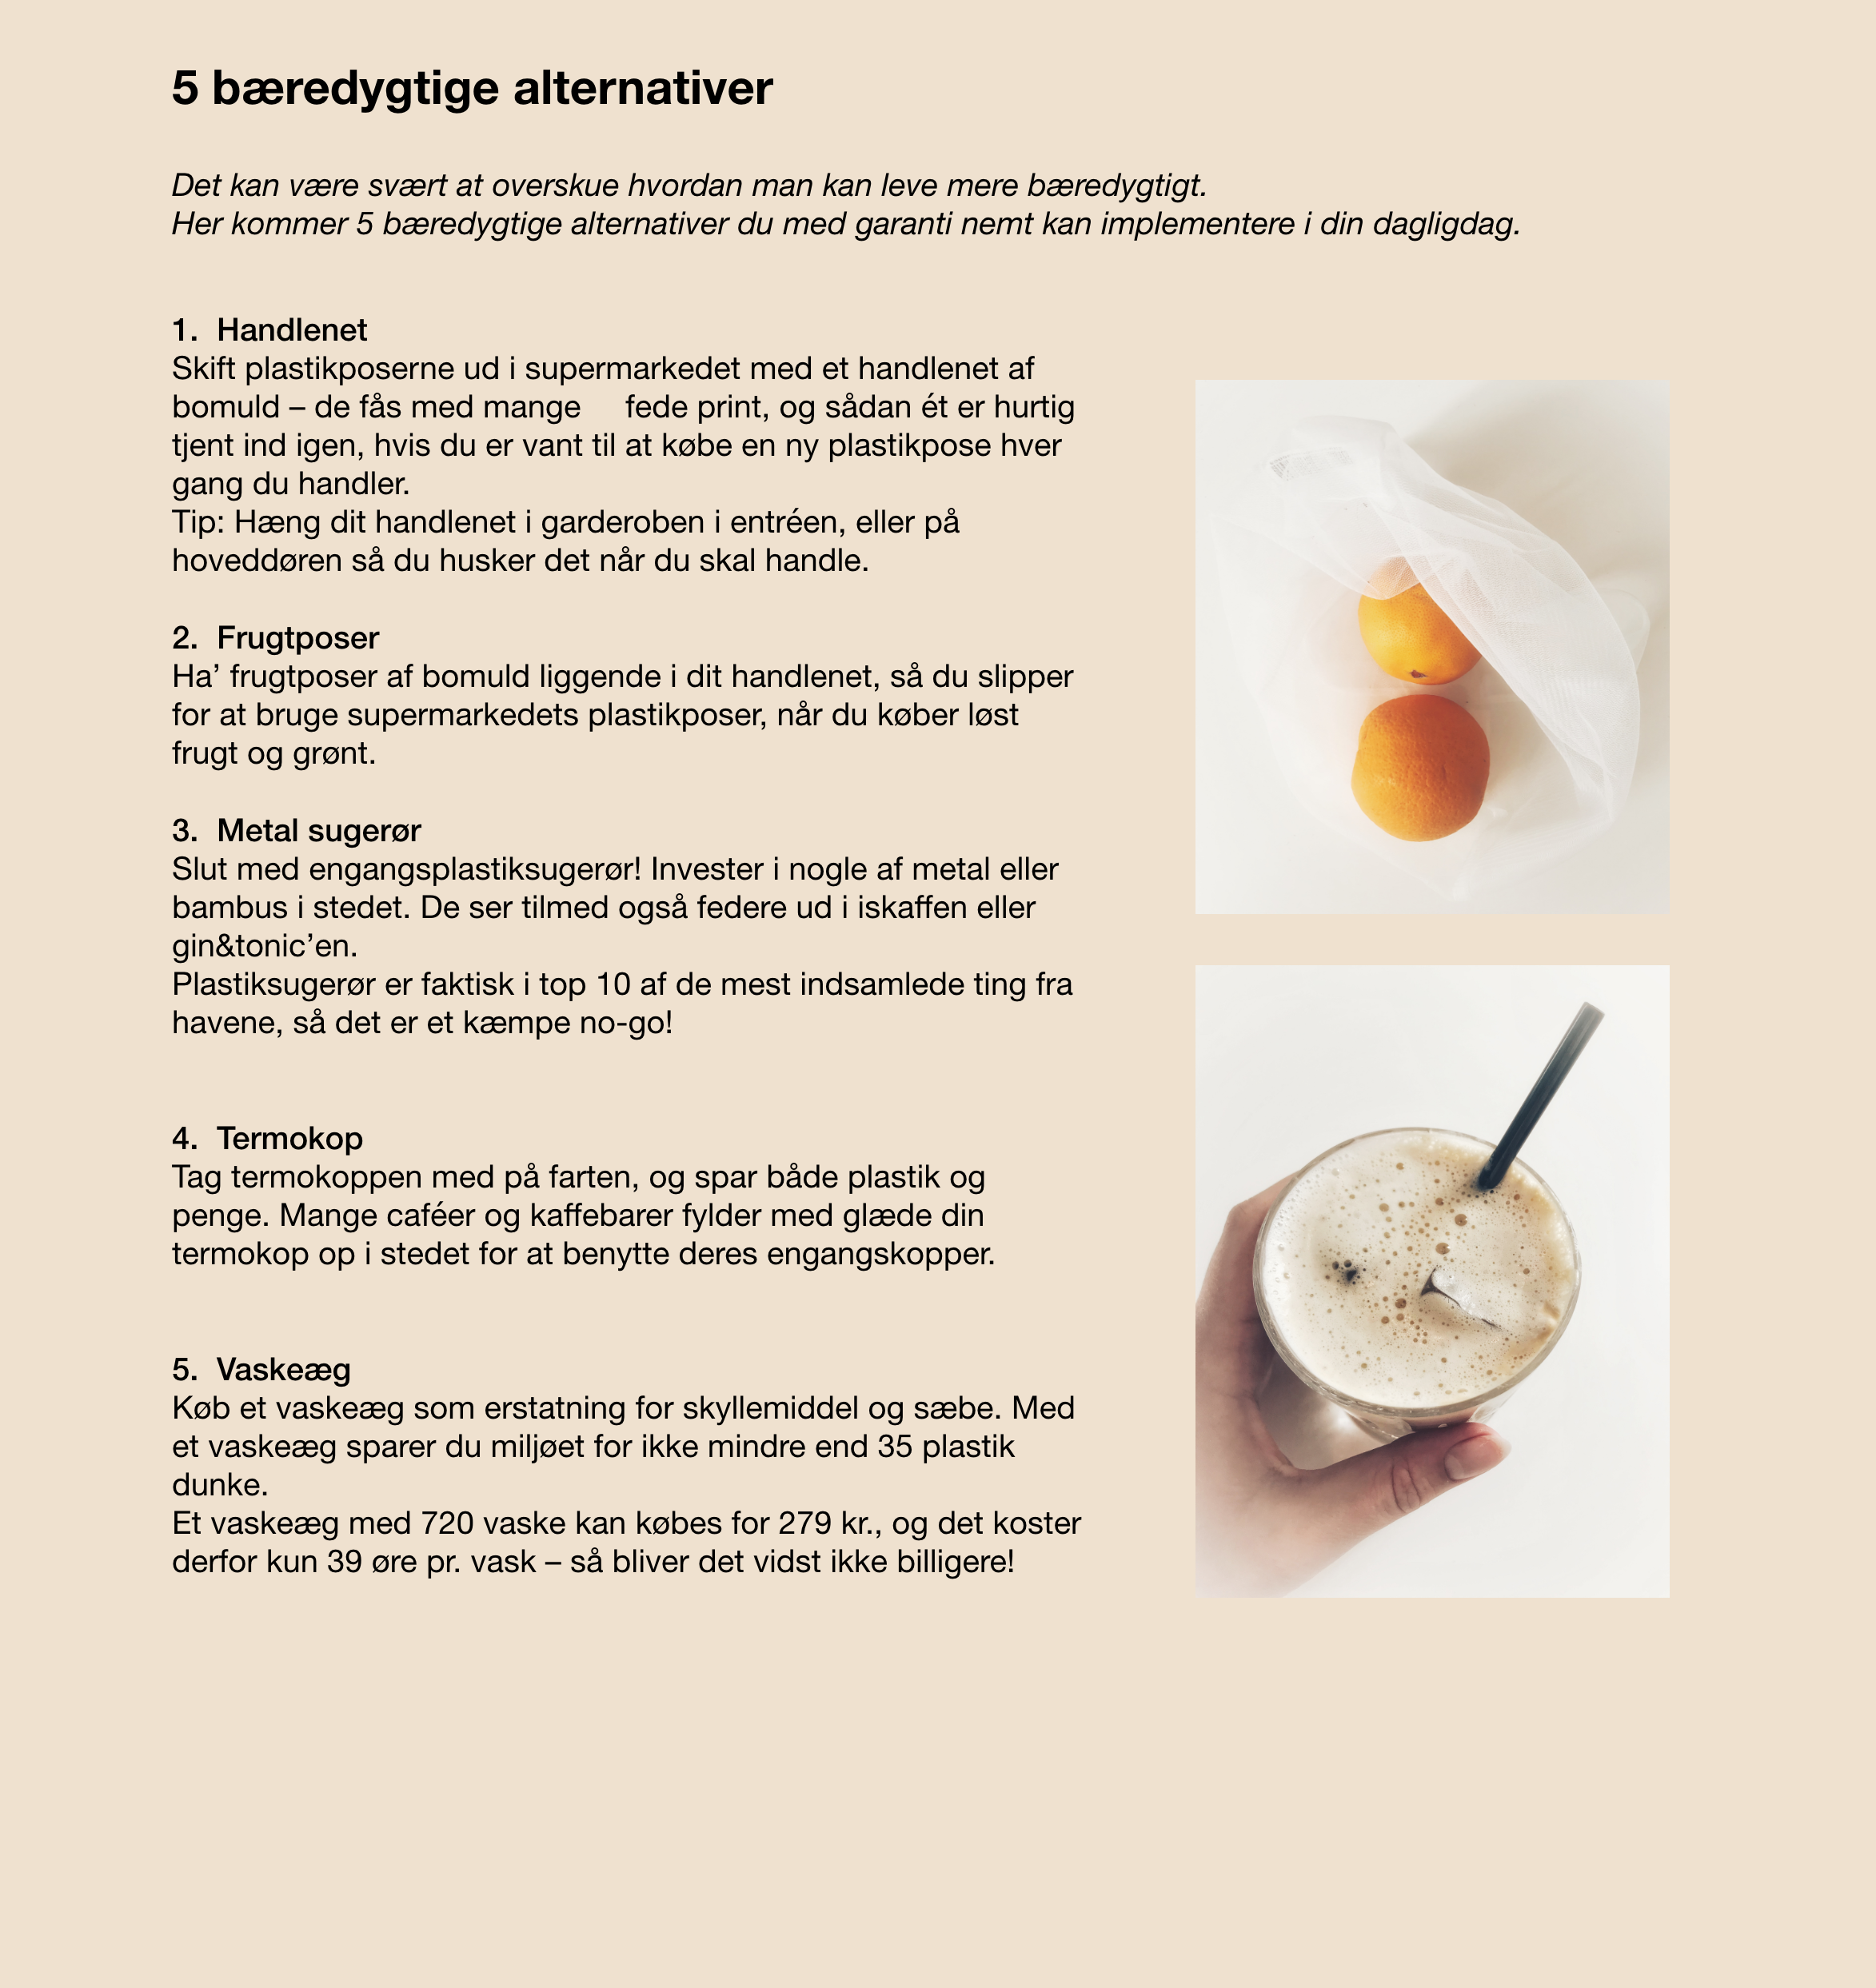 5 bæredygtige alternativer
Det kan være svært at overskue hvordan man kan leve mere bæredygtigt.
Her kommer 5 bæredygtige alternativer du med garanti nemt kan implementere i din dagligdag.
1. Handlenet
Skift plastikposerne ud i supermarkedet med et handlenet af
bomuld – de fås med mange fede print, og sådan ét er hurtig
tjent ind igen, hvis du er vant til at købe en ny plastikpose hver
gang du handler.
Tip: Hæng dit handlenet i garderoben i entréen, eller på
hoveddøren så du husker det når du skal handle.
2. Frugtposer
Ha’ frugtposer af bomuld liggende i dit handlenet, så du slipper
for at bruge supermarkedets plastikposer, når du køber løst
frugt og grønt.
3. Metal sugerør
Slut med engangsplastiksugerør! Invester i nogle af metal eller
bambus i stedet. De ser tilmed også federe ud i iskaffen eller
gin&tonic’en.
Plastiksugerør er faktisk i top 10 af de mest indsamlede ting fra
havene, så det er et kæmpe no-go!
4. Termokop
Tag termokoppen med på farten, og spar både plastik og
penge. Mange caféer og kaffebarer fylder med glæde din
termokop op i stedet for at benytte deres engangskopper.
5. Vaskeæg
Køb et vaskeæg som erstatning for skyllemiddel og sæbe. Med
et vaskeæg sparer du miljøet for ikke mindre end 35 plastik
dunke.
Et vaskeæg med 720 vaske kan købes for 279 kr., og det koster
derfor kun 39 øre pr. vask – så bliver det vidst ikke billigere!